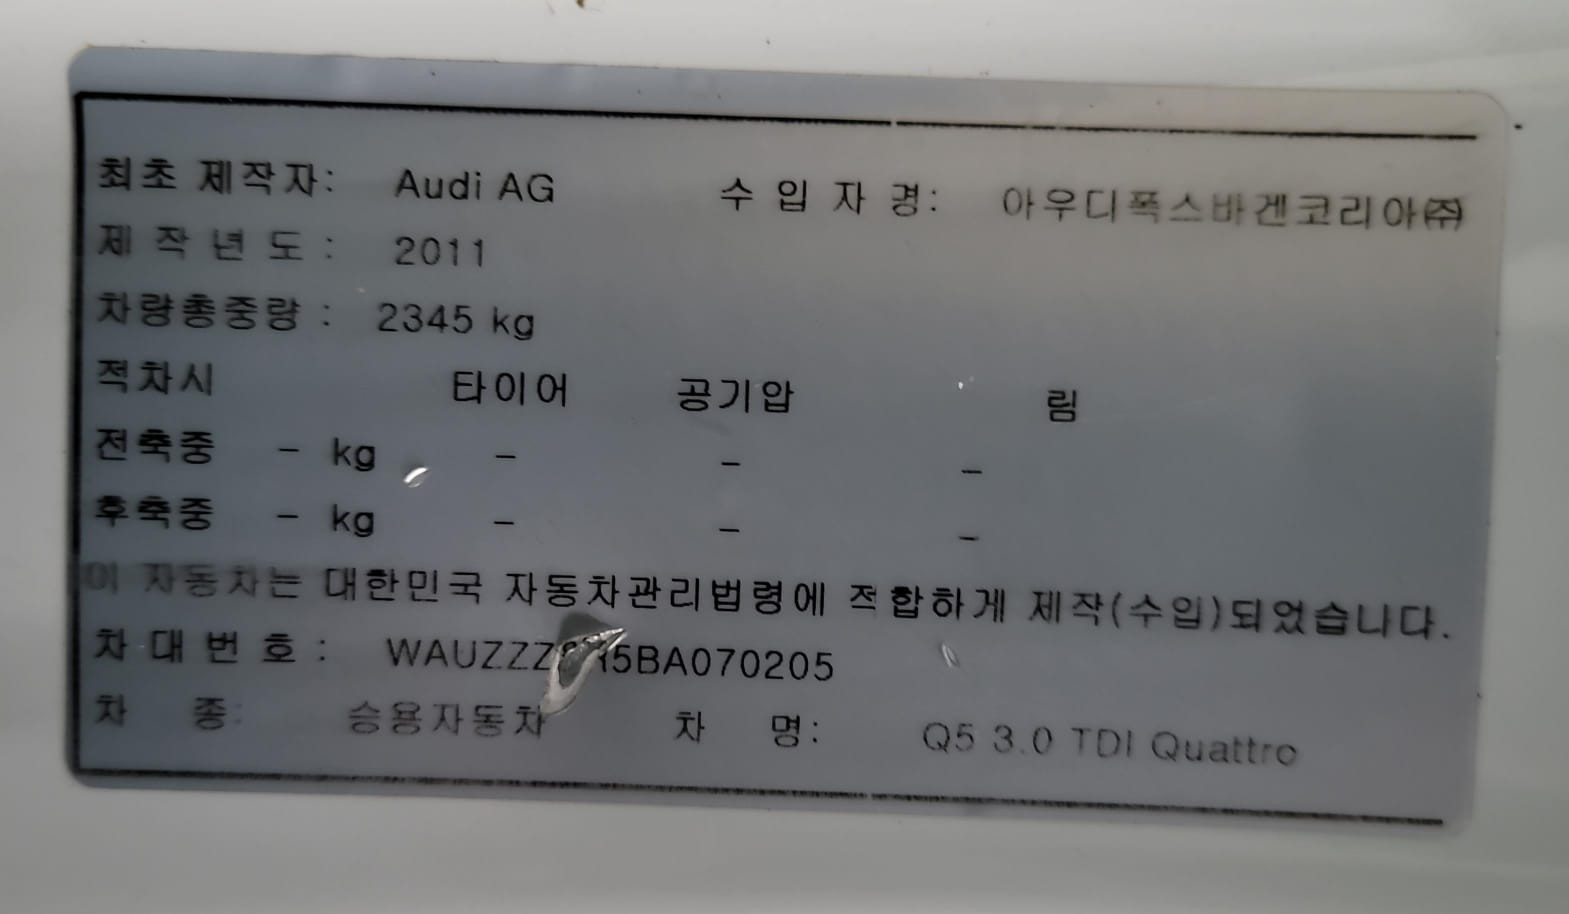 최초 제작자: Audi AG 수 입 자 경: 아우디폭스바겐코리아㈜
제 작 년 도 : 2011
차량총중량 : 2345 kg
적차시 타이어 공기압 림
전축중 - kg - - -
후축중 - kg - - -
이 자동차는 대한민국 자동차관리법령에 적합하게 제작(수입)되었습니다.
차 대 번 호 :
차 종: 승용자동차 차 명: Q5 3.0 TDI Quattro